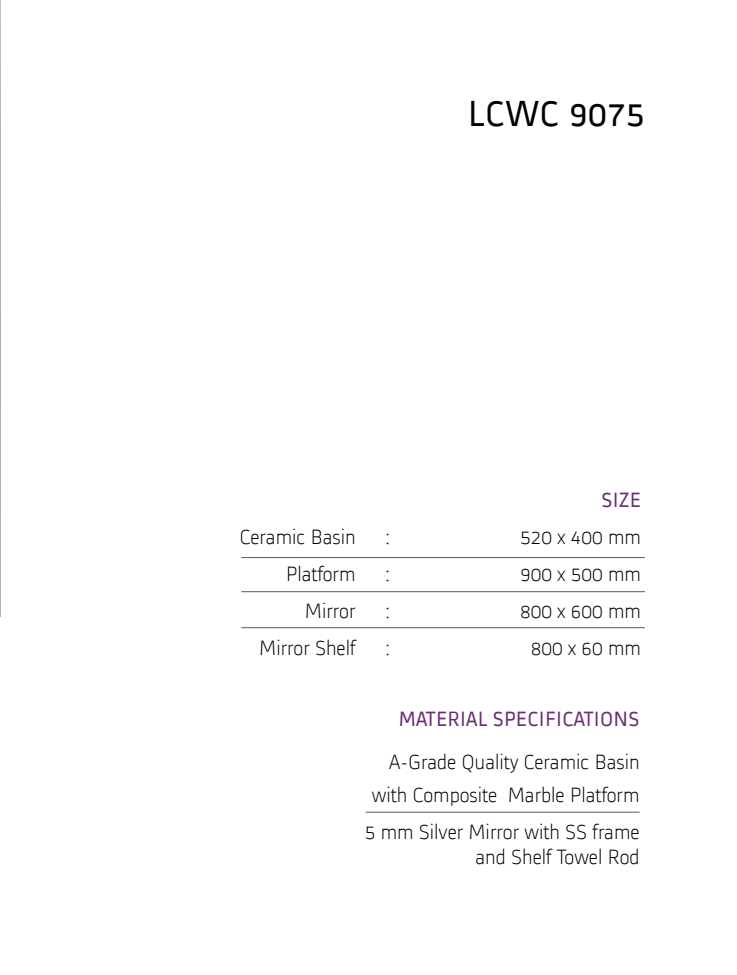 LCWC 9075
SIZE
Ceramic Basin : 520 x 400 mm
Platform : 900 x 500 mm
Mirror : 800 x 600 mm
Mirror Shelf : 800 x 60 mm
MATERIAL SPECIFICATIONS
A-Grade Quality Ceramic Basin
with Composite  Marble Platform
5 mm Silver Mirror with SS frame
and Shelf Towel Rod